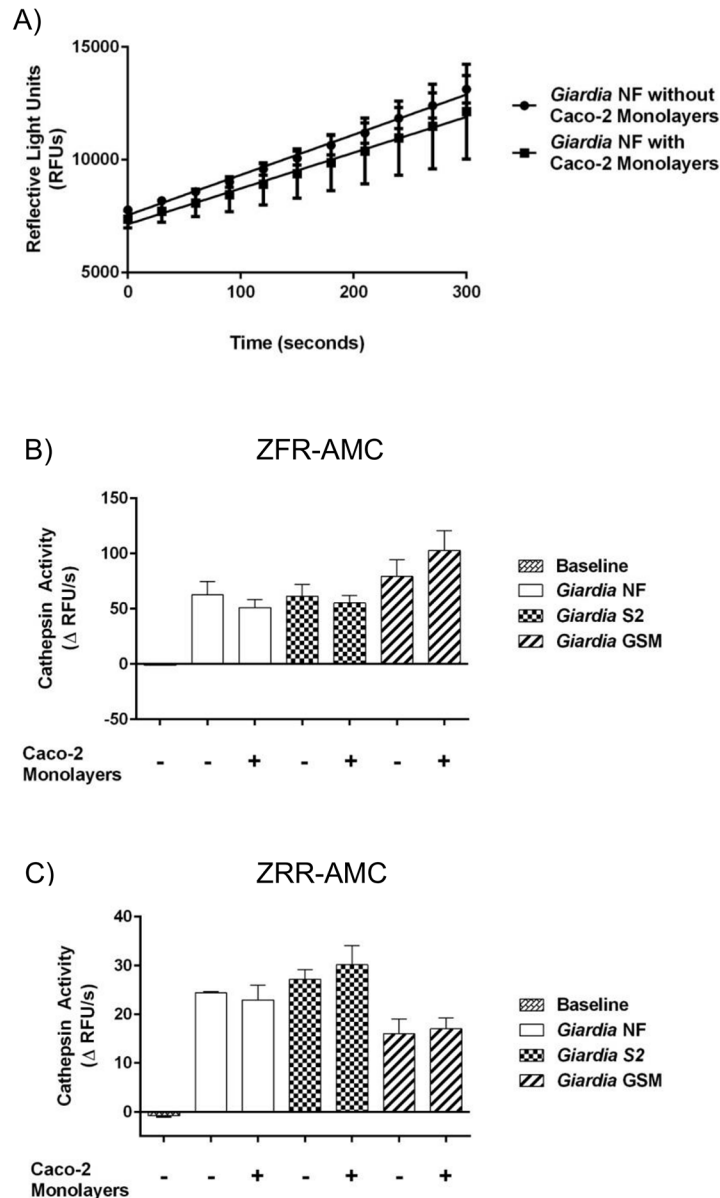 A)
15000
10000
5000
Reflective Light Units
(RFUs)
0
100
200
300
Time (seconds)
Giardia NF without
Caco-2 Monolayers
Giardia NF with
Caco-2 Monolayers
B)
ZFR-AMC
150
100
50
0
-50
Cathepsin Activity
(Δ RFU/s)
Baseline
Giardia NF
Giardia S2
Giardia GSM
Caco-2
Monolayers
- - + - + - +
C)
ZRR-AMC
40
30
20
10
0
Cathepsin Activity
(Δ RFU/s)
Baseline
Giardia NF
Giardia S2
Giardia GSM
Caco-2
Monolayers
- - + - + - +